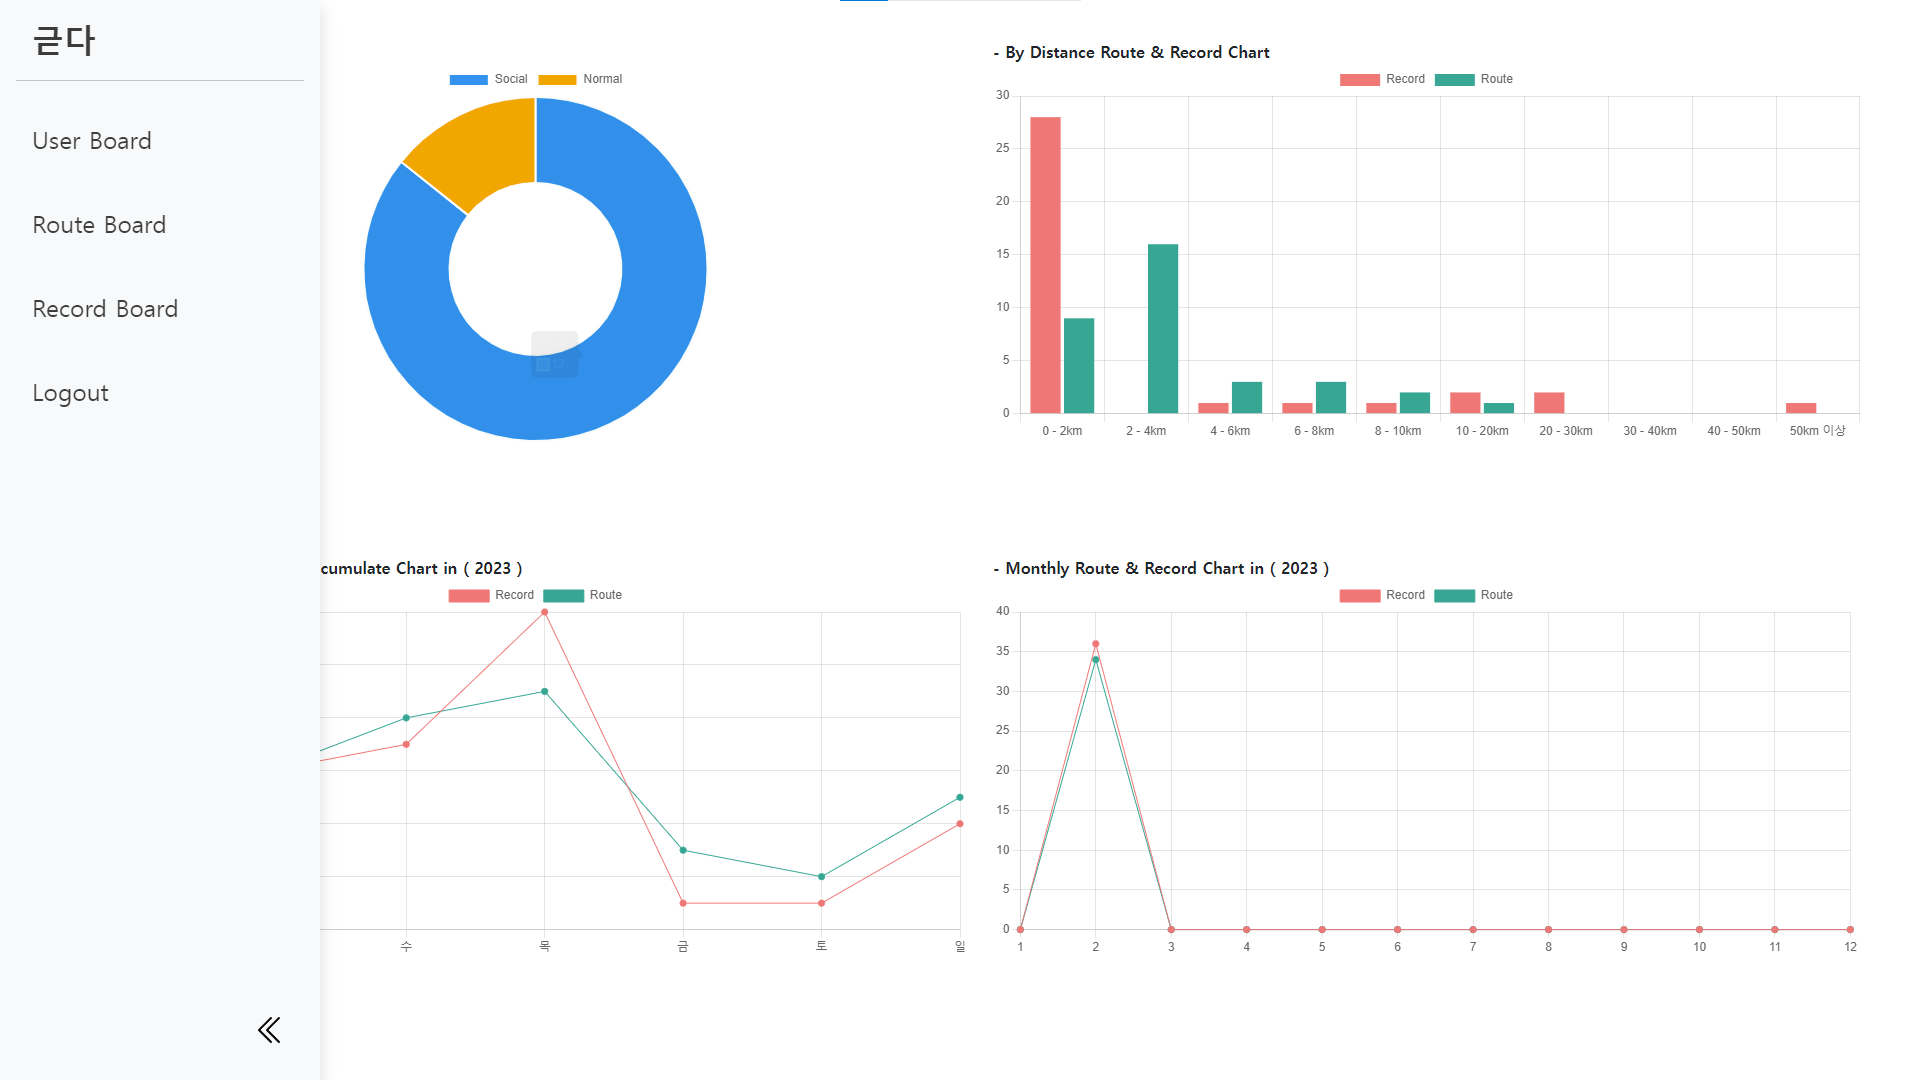 귿다
User Board
Route Board
Record Board
Logout
Social Normal
- By Distance Route & Record Chart
Record Route
30
25
20
15
10
5
0
0 - 2km 2 - 4km 4 - 6km 6 - 8km 8 - 10km 10 - 20km 20 - 30km 30 - 40km 40 - 50km 50km 이상
cumulate Chart in ( 2023 )
Record Route
수 목 금 토 일
- Monthly Route & Record Chart in ( 2023 )
Record Route
40
35
30
25
20
15
10
5
0
1 2 3 4 5 6 7 8 9 10 11 12